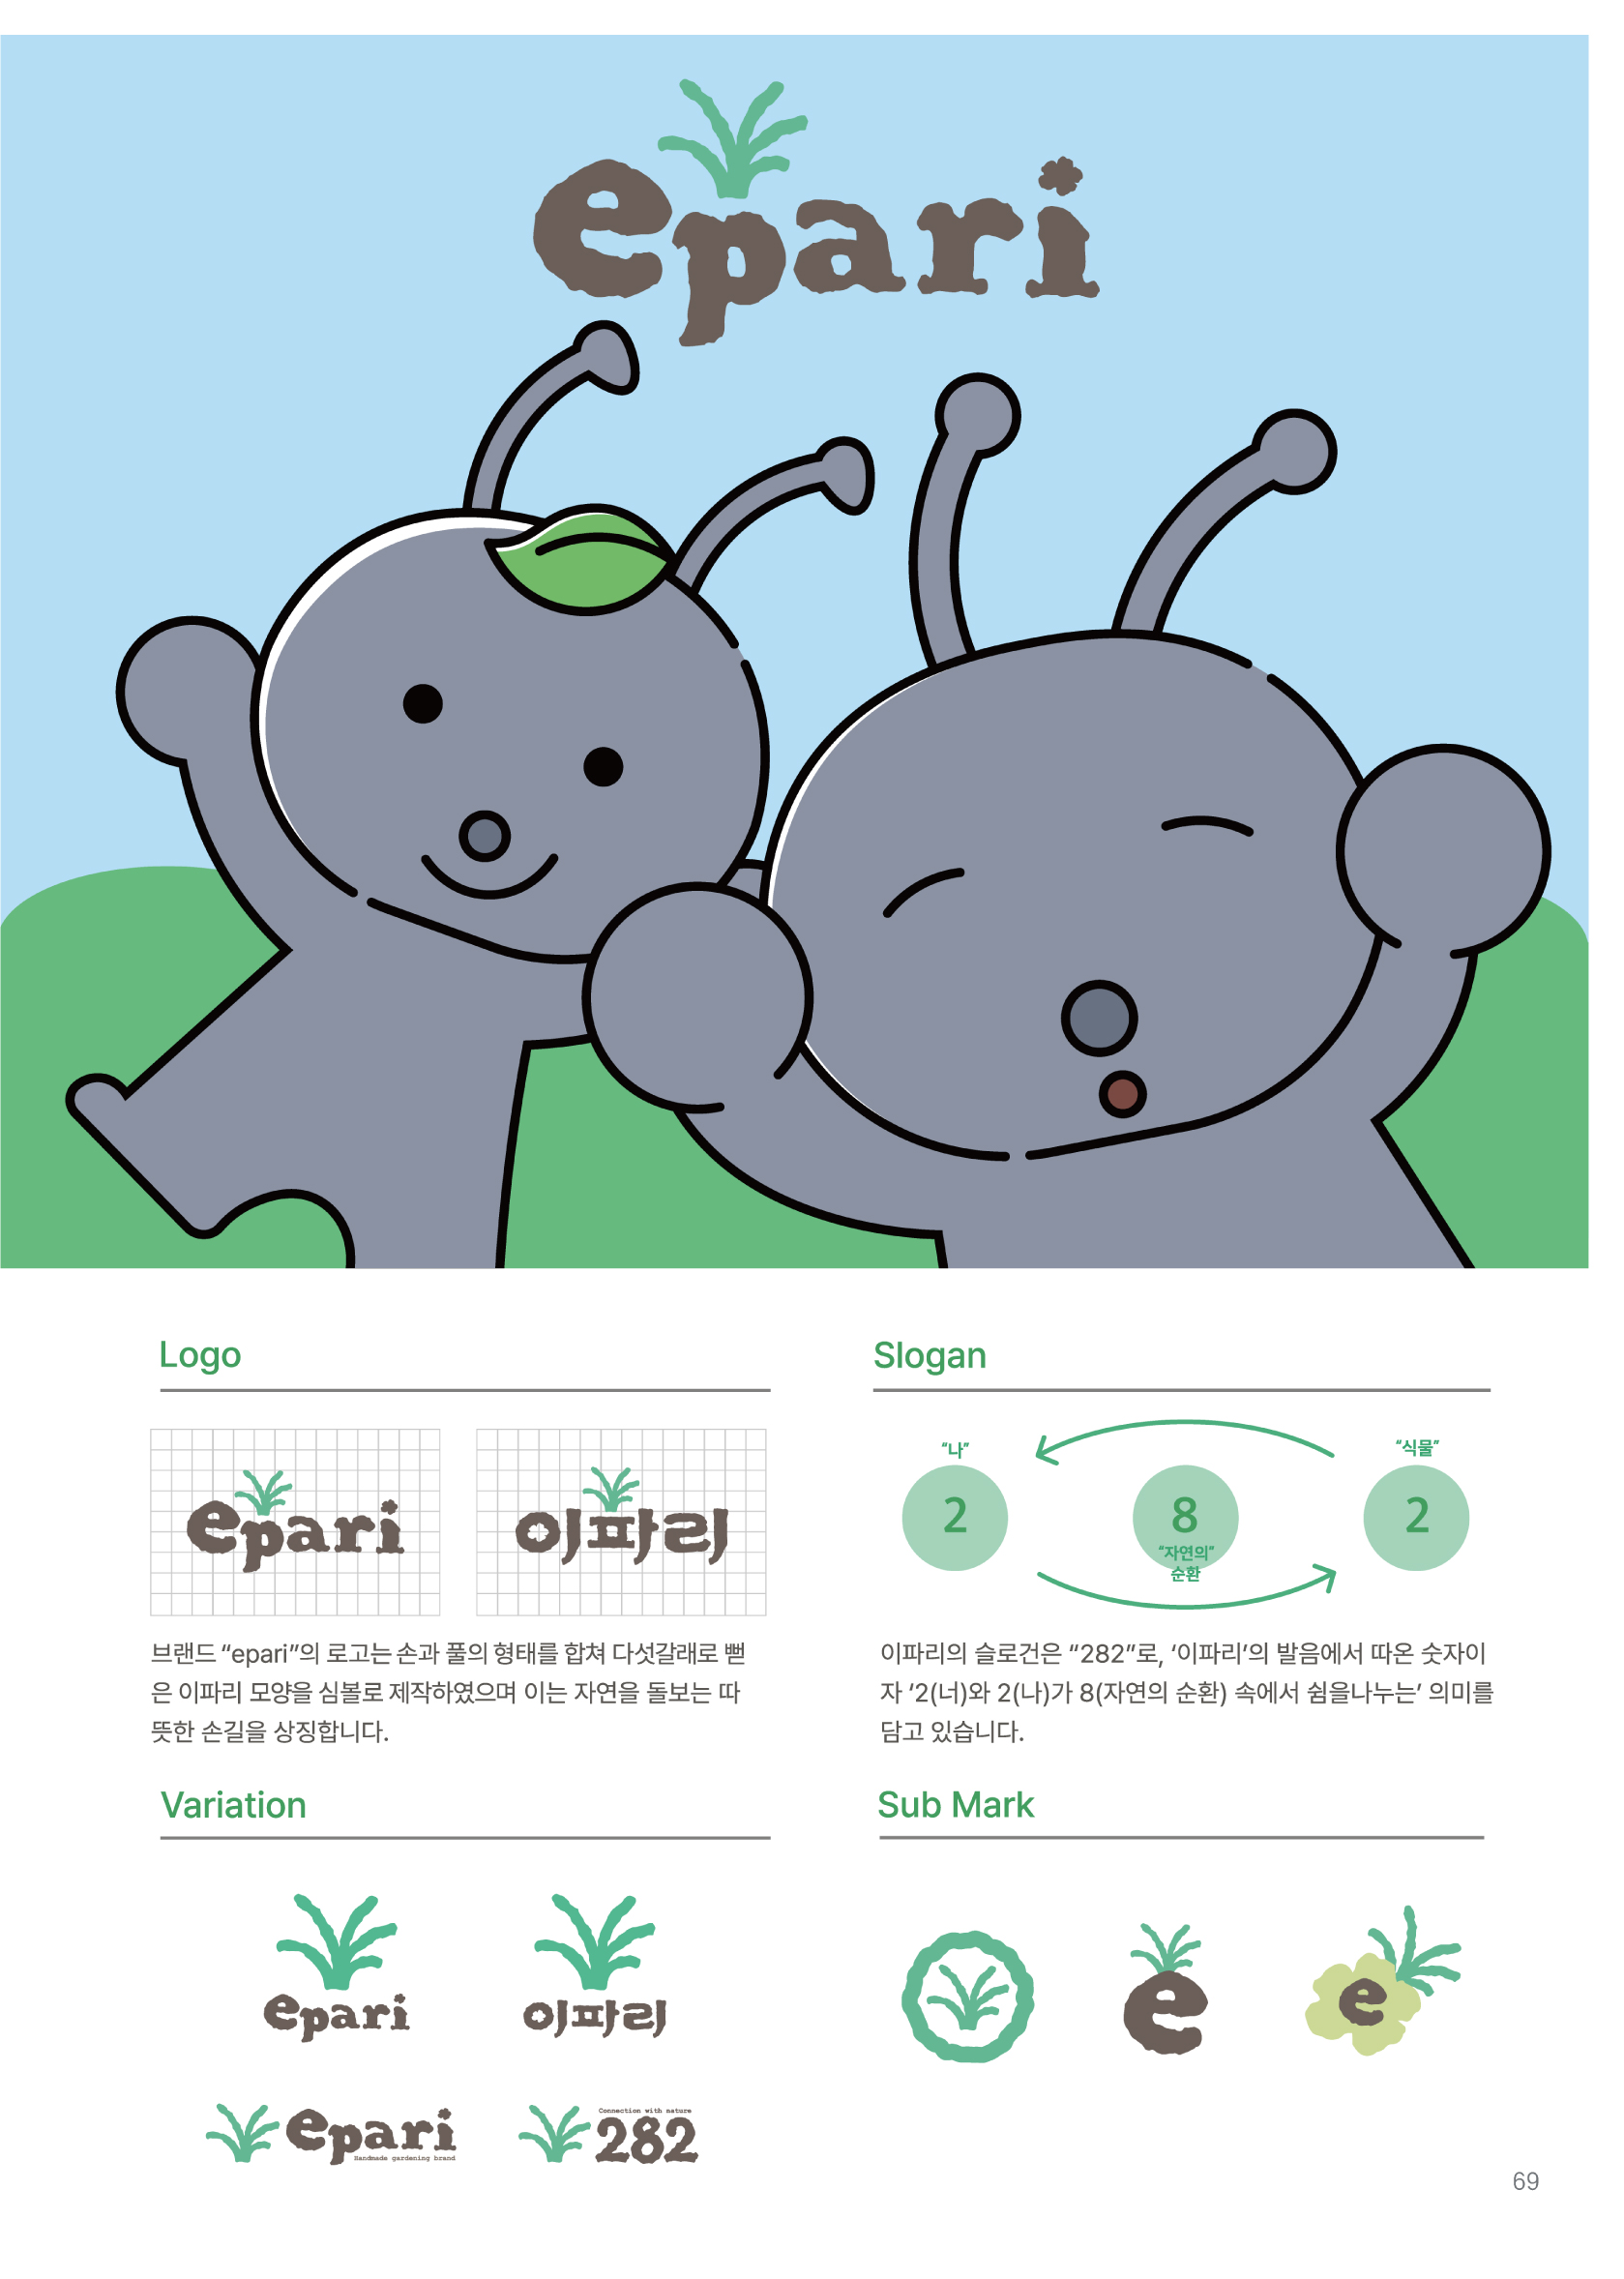 epari
Logo
epari
이파리
브랜드 “epari”의 로고는 손과 풀의 형태를 합쳐 다섯갈래로 뻗
은 이파리 모양을 심볼로 제작하였으며 이는 자연을 돌보는 따
뜻한 손길을 상징합니다.
Slogan
“나”
“식물”
2
8
2
“자연의”
순환
이파리의 슬로건은 “282”로, ‘이파리’의 발음에서 따온 숫자이
자 ‘2(너)와 2(나)가 8(자연의 순환) 속에서 쉼을나누는’ 의미를
담고 있습니다.
Variation
epari
이파리
epari
Handmade gardening brand
Connection with nature
282
Sub Mark
e
e
69